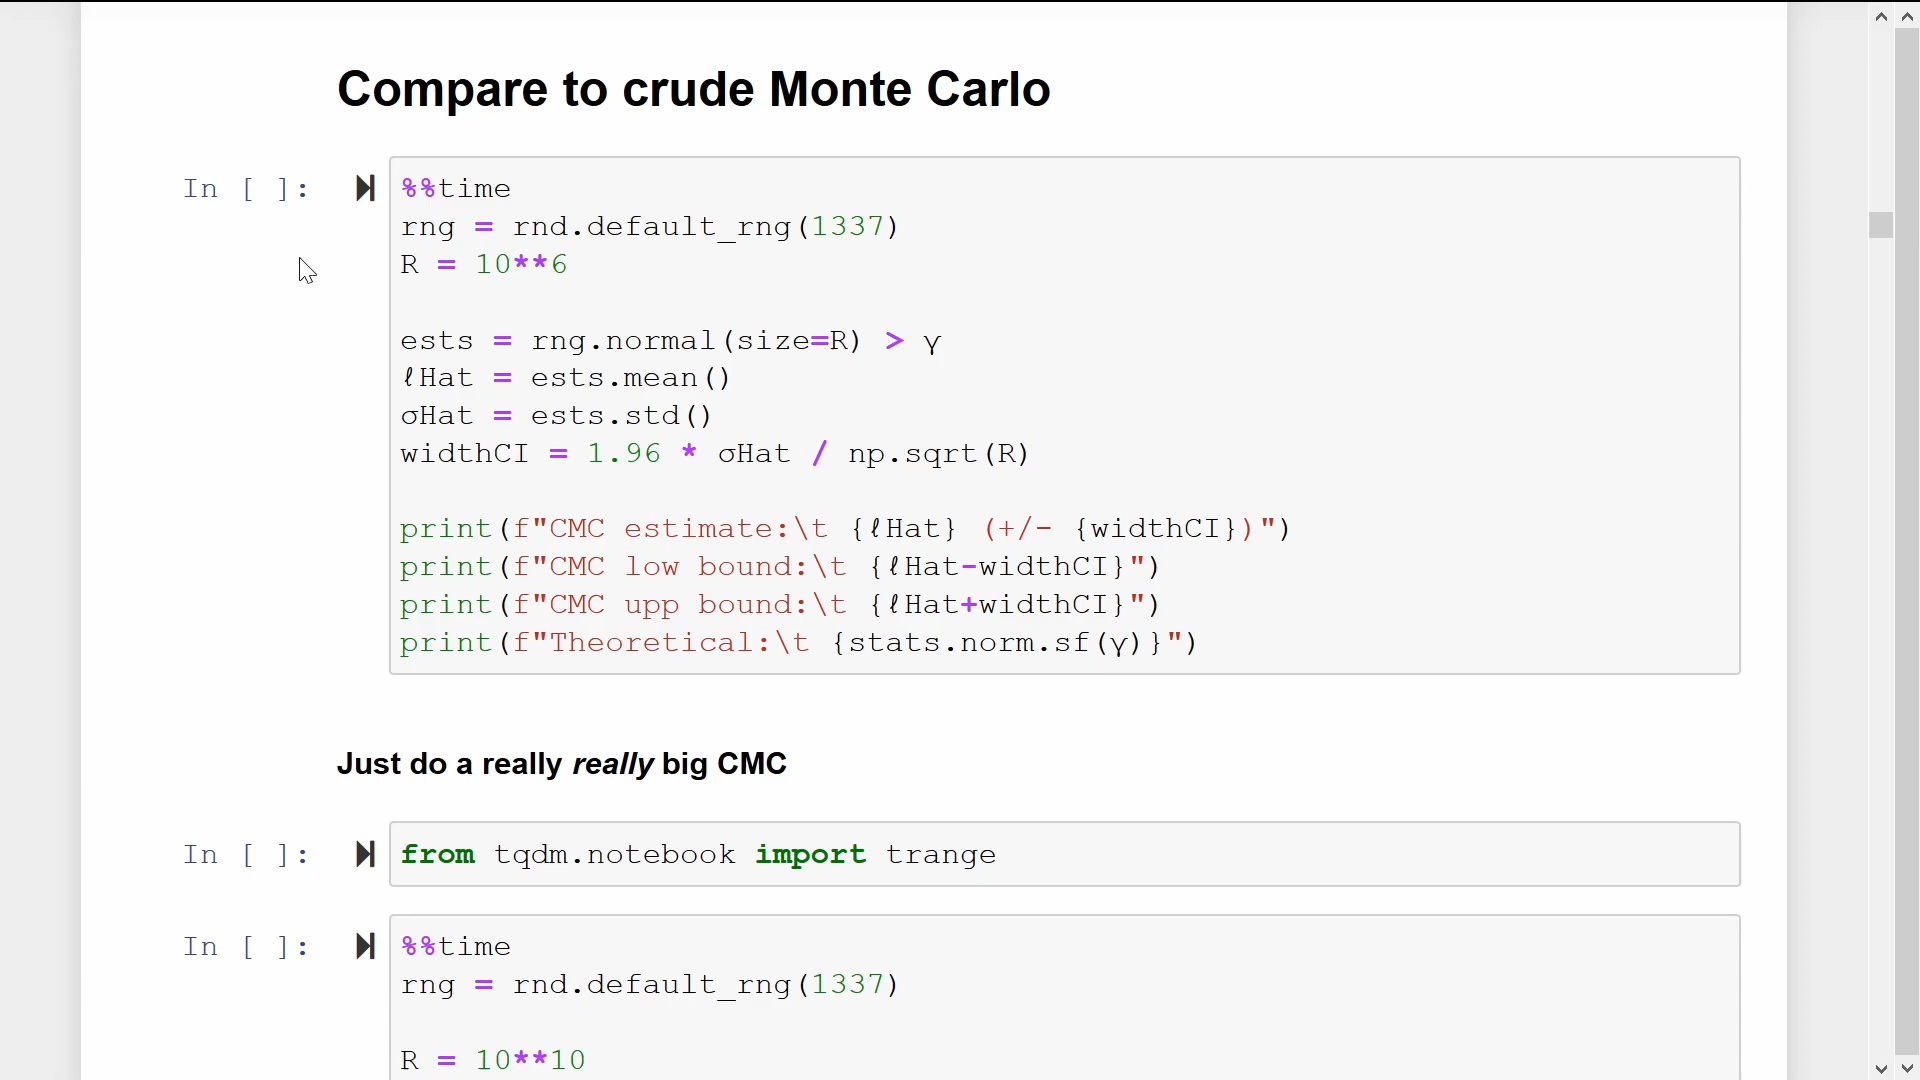 Compare to crude Monte Carlo
In [ ]:
%%time
rng = rnd.default_rng(1337)
R = 10**6
ests = rng.normal(size=R) > γ
ℓHat = ests.mean()
σHat = ests.std()
widthCI = 1.96 * σHat / np.sqrt(R)
print(f"CMC estimate:\t {ℓHat} (+/- {widthCI})")
print(f"CMC low bound:\t {ℓHat-widthCI}")
print(f"CMC upp bound:\t {ℓHat+widthCI}")
print(f"Theoretical:\t {stats.norm.sf(γ)}")
Just do a really really big CMC
In [ ]:
from tqdm.notebook import trange
In [ ]:
%%time
rng = rnd.default_rng(1337)
R = 10**10